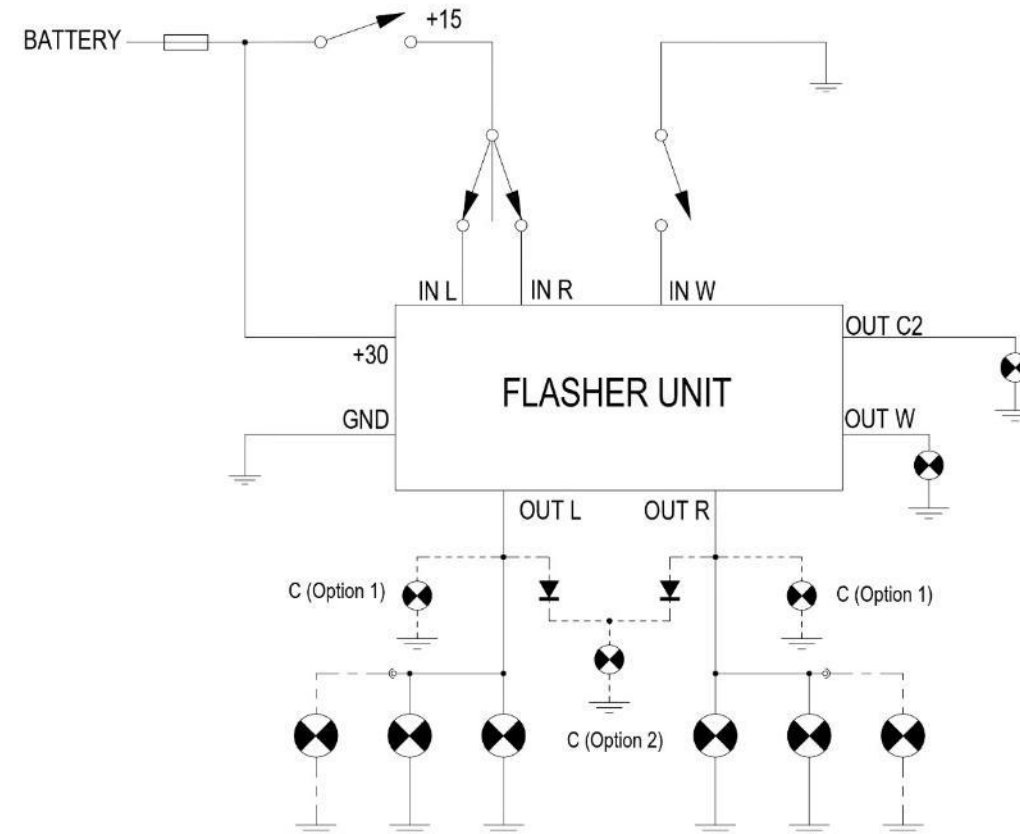 BATTERY
+15
IN L
IN R
IN W
OUT C2
+30
FLASHER UNIT
GND
OUT W
OUT L
OUT R
C (Option 1)
C (Option 1)
C (Option 2)